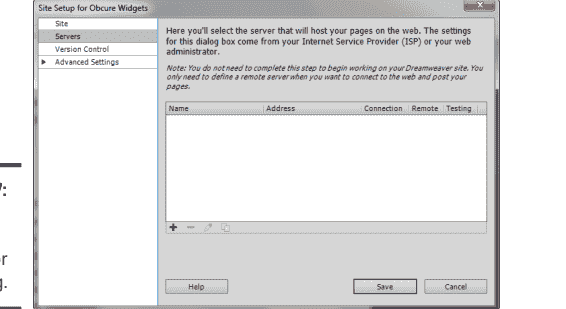 Site Setup for Obcure Widgets
Site
Servers
Version Control
Advanced Settings
Here you'll select the server that will host your pages on the web. The settings
for this dialog box come from your Internet Service Provider (ISP) or your web
administrator.
Note: You do not need to complete this step to begin working on your Dreamweaver site. You
only need to define a remote server when you want to connect to the web and post your
pages.
Name Address Connection Remote Testing
Help Save Cancel